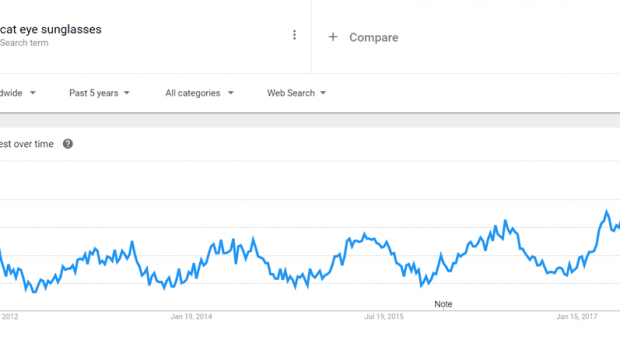 cat eye sunglasses
Search term
+ Compare
dwide Past 5 years All categories Web Search
est over time ?
Note
2012 Jan 19, 2014 Jul 19, 2015 Jan 15, 2017